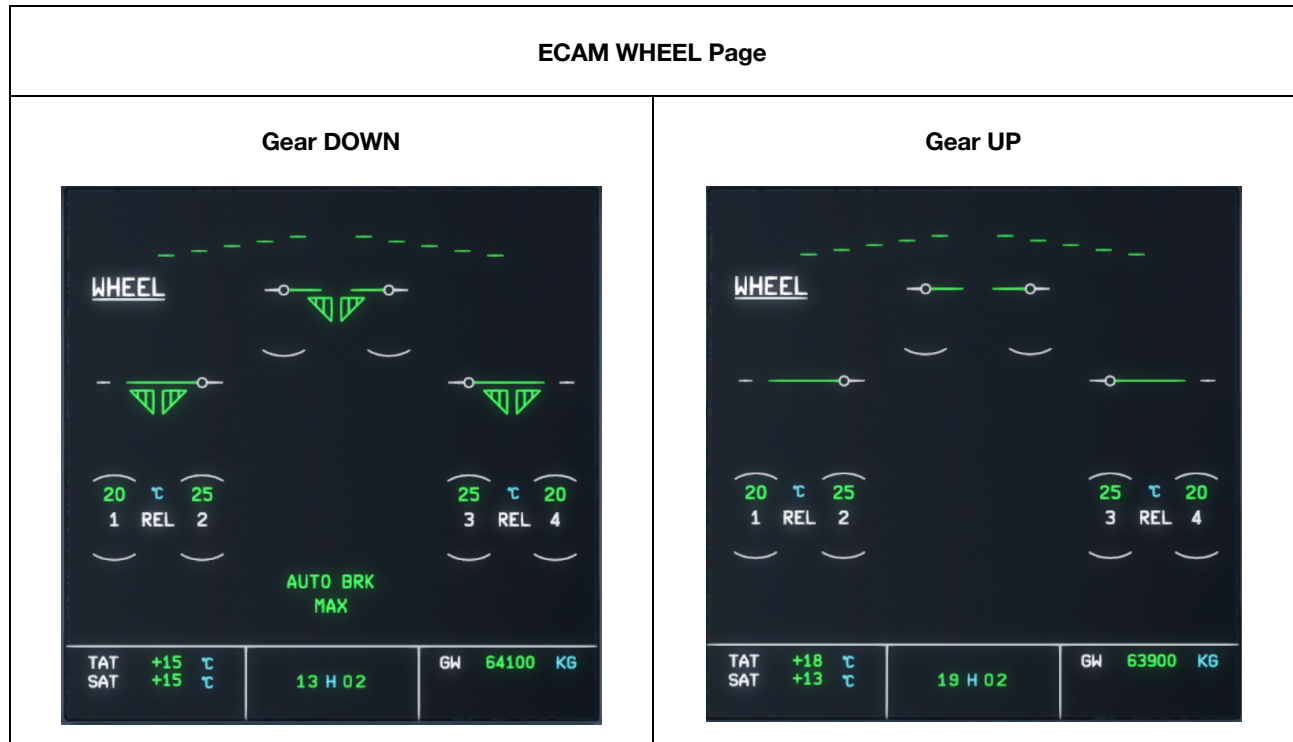 ECAM WHEEL Page
Gear DOWN
WHEEL
20 °C 25
1 REL 2
25 °C 20
3 REL 4
AUTO BRK
MAX
TAT +15 °C
SAT +15 °C
13 H 02
GW 64100 KG
Gear UP
WHEEL
20 °C 25
1 REL 2
25 °C 20
3 REL 4
TAT +18 °C
SAT +13 °C
19 H 02
GW 63900 KG